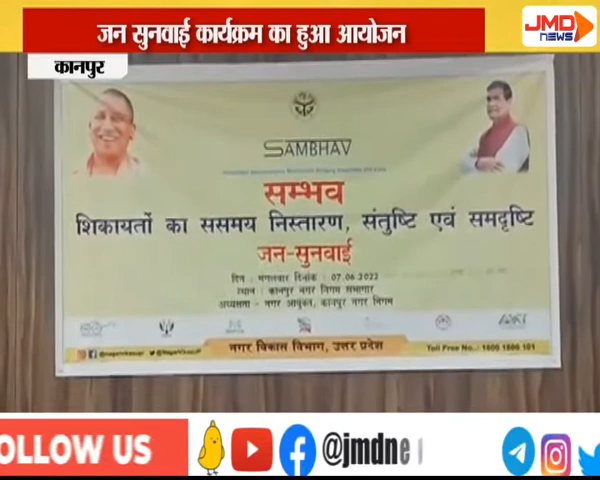 जन सुनवाई कार्यक्रम का हुआ आयोजन
JMD
NEWS
कानपुर
SAMBHAV
सम्भव
शिकायतों का ससमय निस्तारण, संतुष्टि एवं समदृष्टि
जन-सुनवाई
दिन : मंगलवार दिनांक : 07.06.2022
स्थान : कानपुर नगर निगम सभागार
अध्यक्षता - नगर आयुक्त, कानपुर नगर निगम
नगर विकास विभाग, उत्तर प्रदेश
Toll Free No.: 1800 1800 101
FOLLOW US
@jmdne